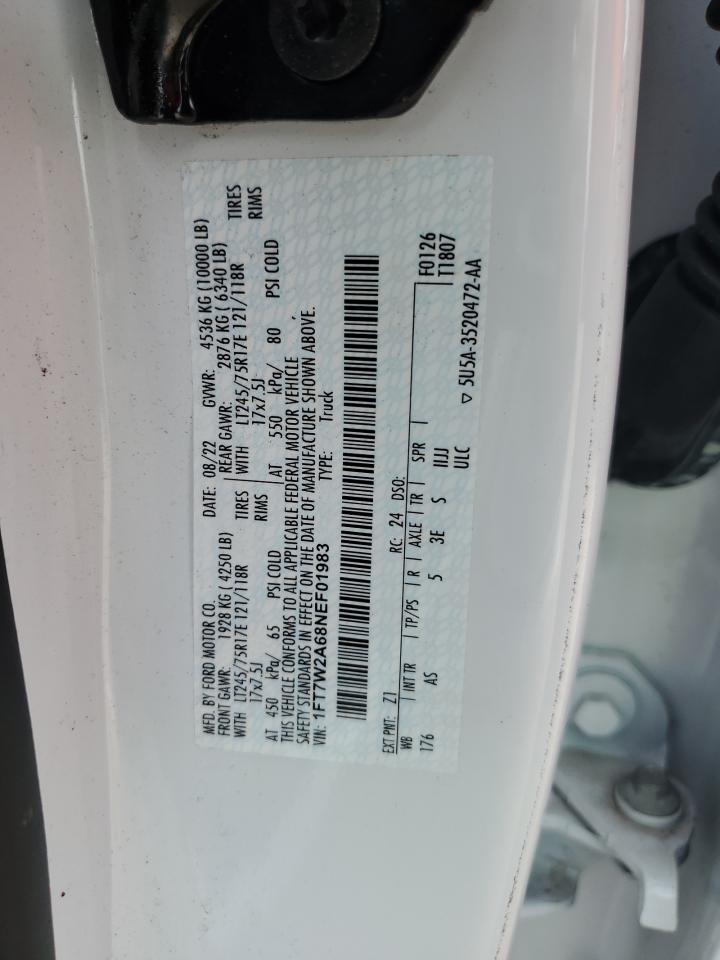 MFD. BY FORD MOTOR CO. DATE: 08/22 GVWR: 4536 KG (10000 LB)
FRONT GAWR: 1928 KG ( 4250 LB) REAR GAWR: 2876 KG ( 6340 LB)
WITH LT245/75R17E 121/118R TIRES WITH LT245/75R17E 121/118R TIRES
17x7.5J RIMS 17x7.5J RIMS
AT 450 kPa/ 65 PSI COLD AT 550 kPa/ 80 PSI COLD
THIS VEHICLE CONFORMS TO ALL APPLICABLE FEDERAL MOTOR VEHICLE
SAFETY STANDARDS IN EFFECT ON THE DATE OF MANUFACTURE SHOWN ABOVE.
VIN: 1FT7W2A68NEF01983 TYPE: Truck
EXT PNT: Z1 RC: 24 DSO: F0126
WB INT TR TP/PS R AXLE TR SPR T1807
176 AS 5 3E S IIJJ
ULC ▽ 5U5A-3520472-AA